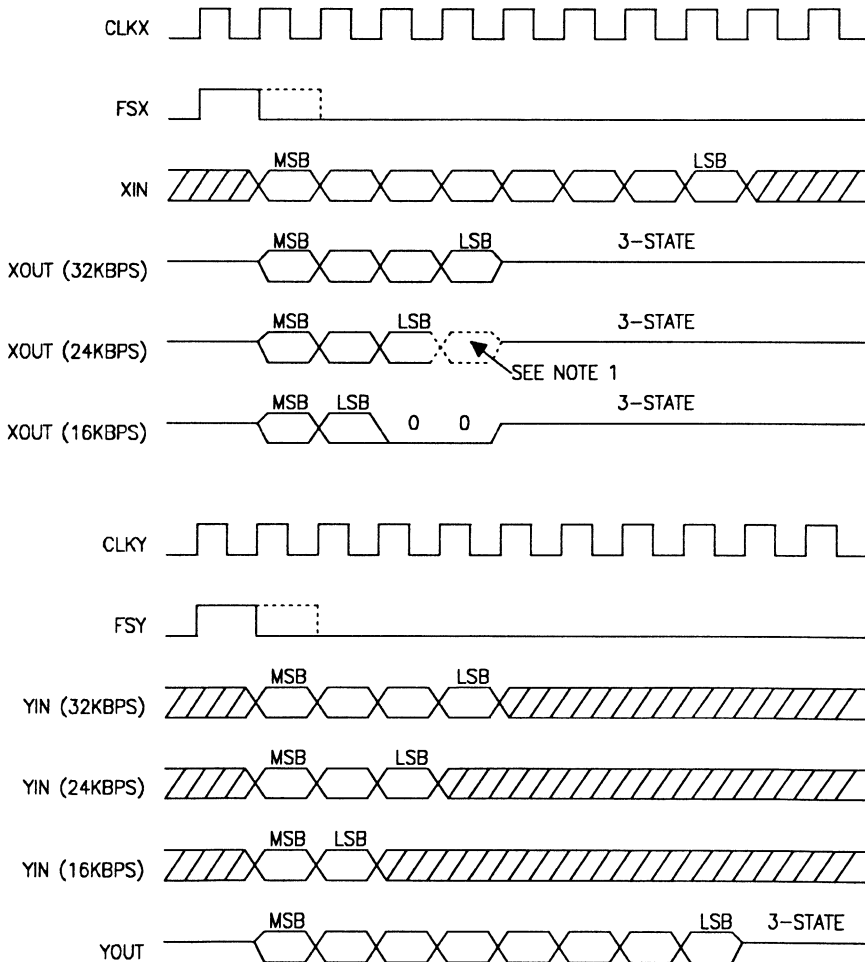 CLKX
FSX
MSB LSB
XIN
MSB LSB 3-STATE
XOUT (32KBPS)
MSB LSB 3-STATE
XOUT (24KBPS)
SEE NOTE 1
MSB LSB 0 0 3-STATE
XOUT (16KBPS)
CLKY
FSY
MSB LSB
YIN (32KBPS)
MSB LSB
YIN (24KBPS)
MSB LSB
YIN (16KBPS)
MSB LSB 3-STATE
YOUT